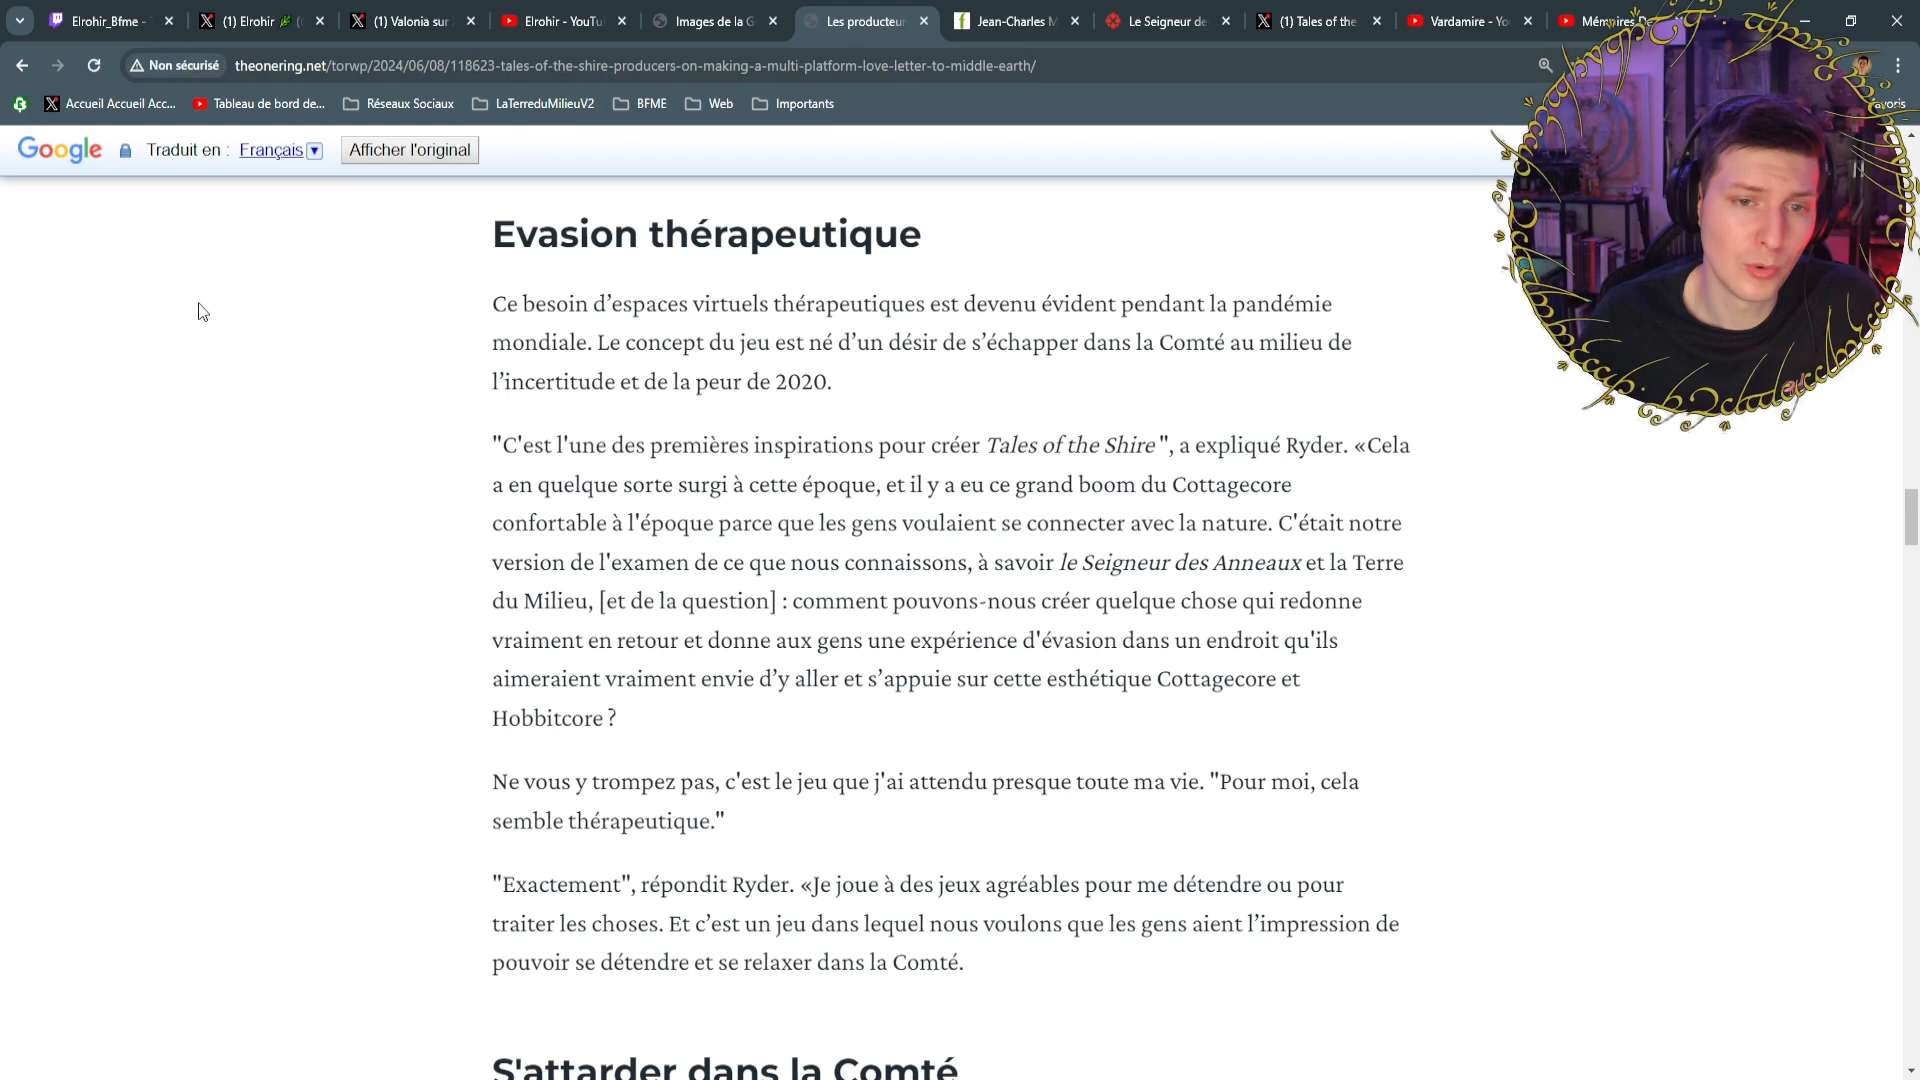 Elrohir_Bfme -
(1) Elrohir
(1) Valonia sur
Elrohir - YouTu
Images de la G
Les producteur
Jean-Charles M
Le Seigneur de
(1) Tales of the
Vardamire - Yo
Mémoires De
Non sécurisé
theonering.net/torwp/2024/06/08/118623-tales-of-the-shire-producers-on-making-a-multi-platform-love-letter-to-middle-earth/
Accueil Accueil Acc...
Tableau de bord de...
Réseaux Sociaux
LaTerreduMilieuV2
BFME
Web
Importants
avoris
Google
Traduit en :
Français
Afficher l'original
Evasion thérapeutique
Ce besoin d’espaces virtuels thérapeutiques est devenu évident pendant la pandémie
mondiale. Le concept du jeu est né d’un désir de s’échapper dans la Comté au milieu de
l’incertitude et de la peur de 2020.
"C'est l'une des premières inspirations pour créer Tales of the Shire ", a expliqué Ryder. «Cela
a en quelque sorte surgi à cette époque, et il y a eu ce grand boom du Cottagecore
confortable à l'époque parce que les gens voulaient se connecter avec la nature. C'était notre
version de l'examen de ce que nous connaissons, à savoir le Seigneur des Anneaux et la Terre
du Milieu, [et de la question] : comment pouvons-nous créer quelque chose qui redonne
vraiment en retour et donne aux gens une expérience d'évasion dans un endroit qu'ils
aimeraient vraiment envie d’y aller et s’appuie sur cette esthétique Cottagecore et
Hobbitcore ?
Ne vous y trompez pas, c'est le jeu que j'ai attendu presque toute ma vie. "Pour moi, cela
semble thérapeutique."
"Exactement", répondit Ryder. «Je joue à des jeux agréables pour me détendre ou pour
traiter les choses. Et c’est un jeu dans lequel nous voulons que les gens aient l’impression de
pouvoir se détendre et se relaxer dans la Comté.
S'attarder dans la Comté